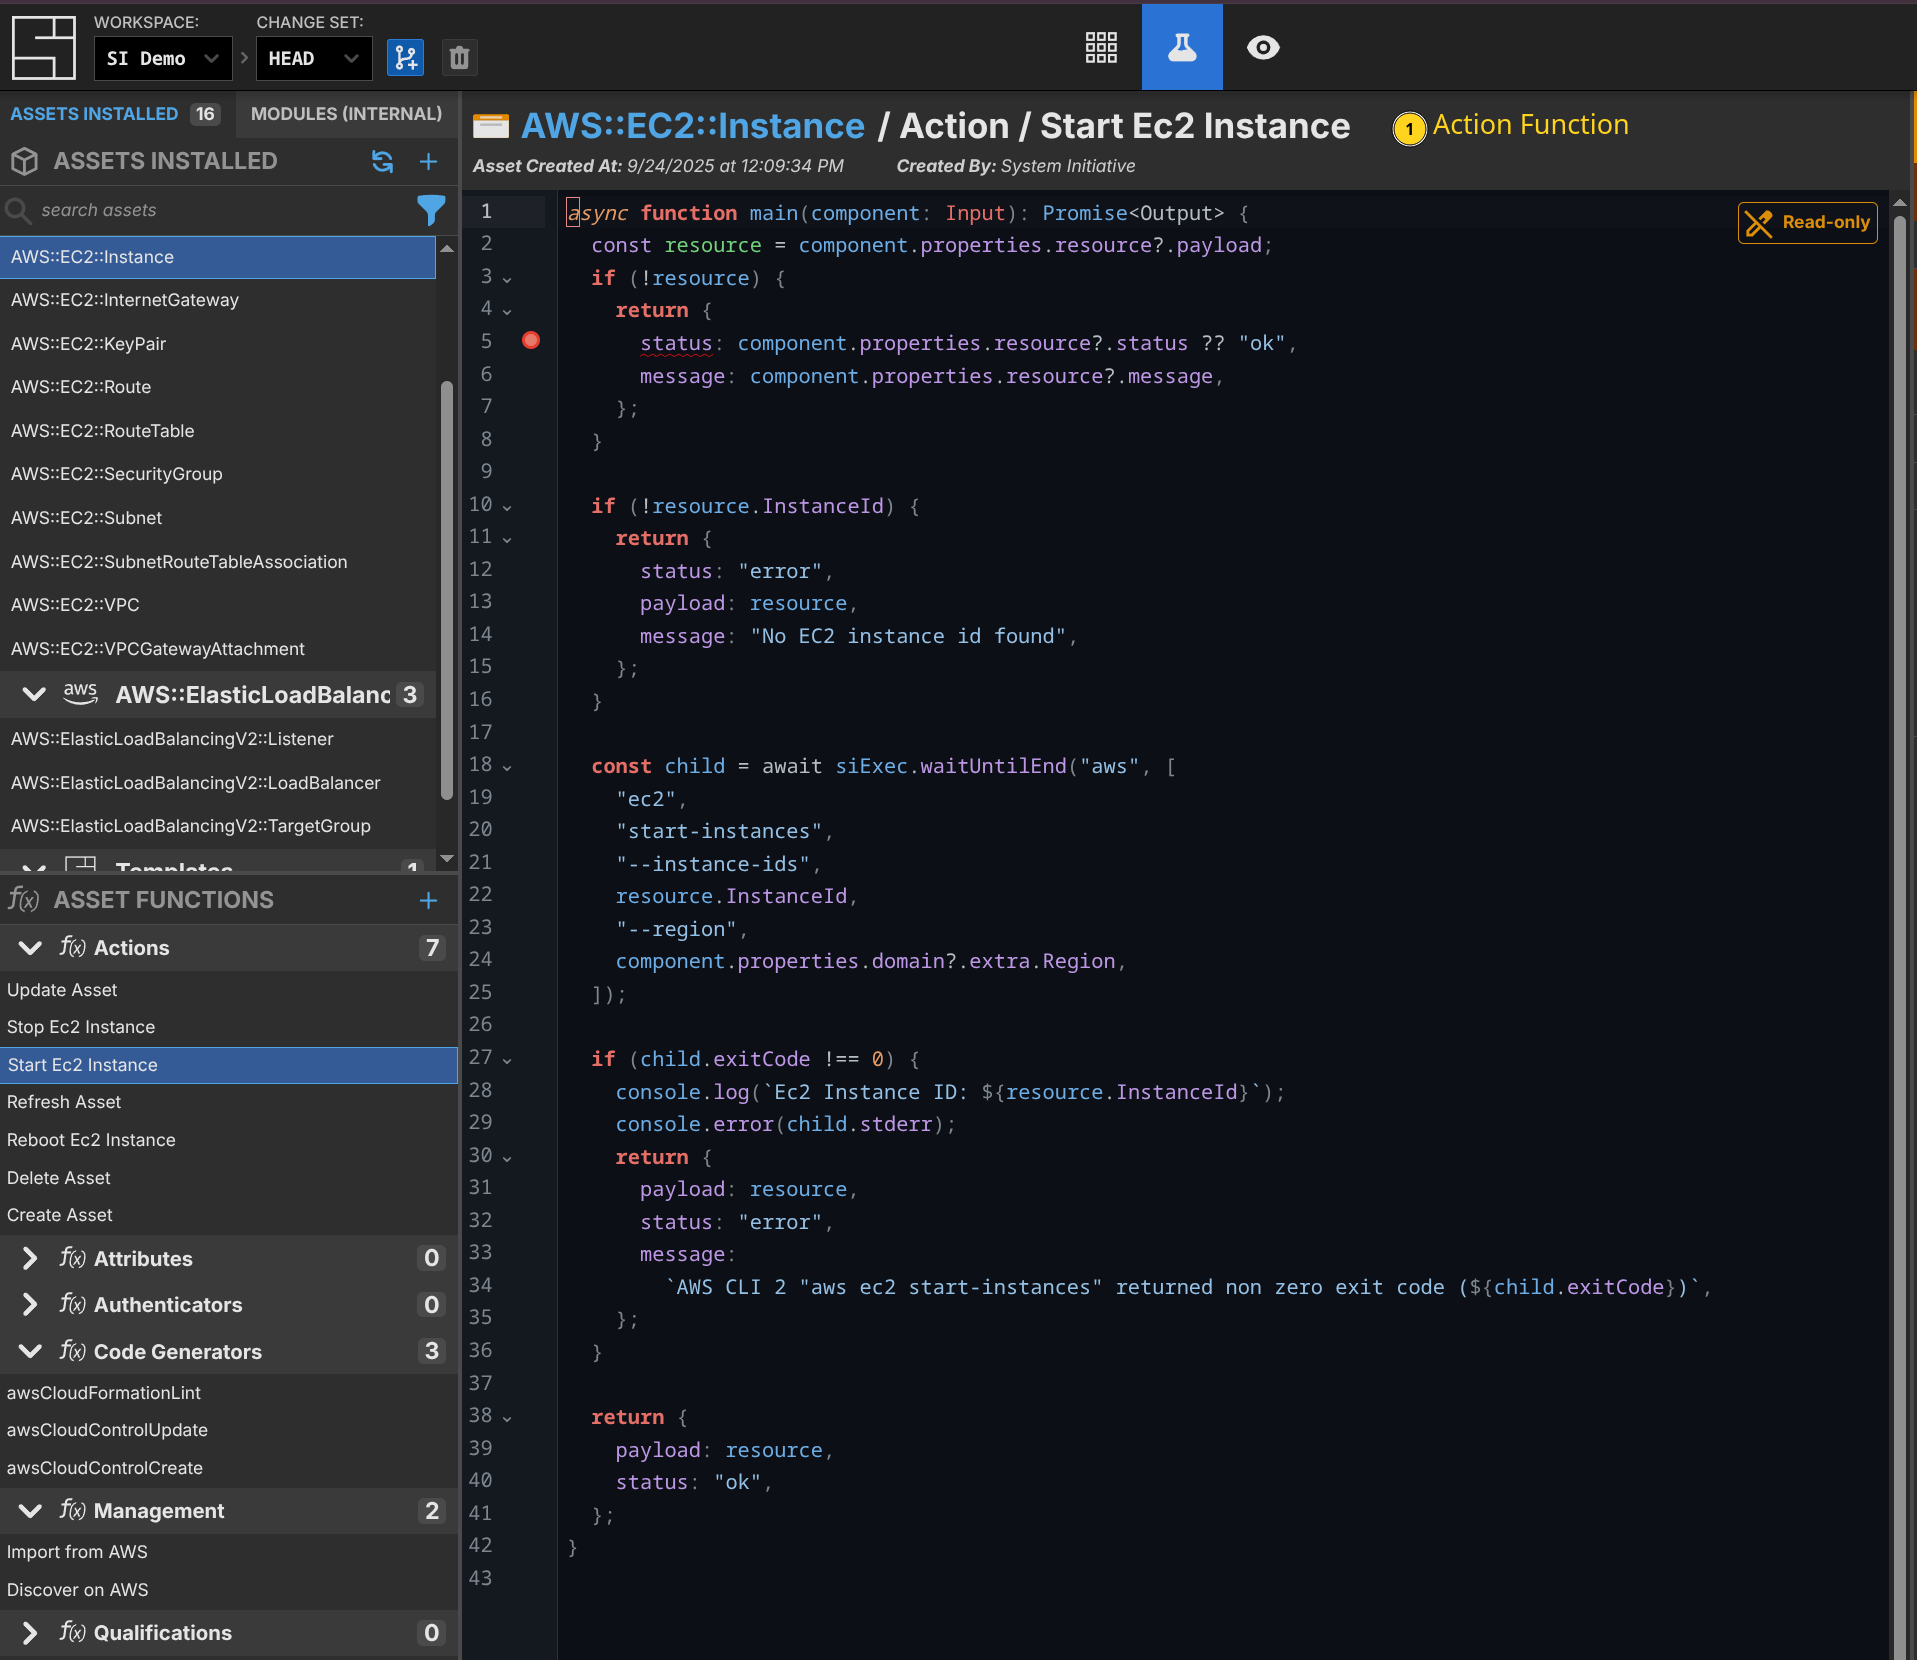 WORKSPACE:
CHANGE SET:
SI Demo
HEAD
ASSETS INSTALLED 16
MODULES (INTERNAL)
ASSETS INSTALLED
search assets
AWS::EC2::Instance
AWS::EC2::InternetGateway
AWS::EC2::KeyPair
AWS::EC2::Route
AWS::EC2::RouteTable
AWS::EC2::SecurityGroup
AWS::EC2::Subnet
AWS::EC2::SubnetRouteTableAssociation
AWS::EC2::VPC
AWS::EC2::VPCGatewayAttachment
aws AWS::ElasticLoadBalanc 3
AWS::ElasticLoadBalancingV2::Listener
AWS::ElasticLoadBalancingV2::LoadBalancer
AWS::ElasticLoadBalancingV2::TargetGroup
Templates 1
f(x) ASSET FUNCTIONS
f(x) Actions 7
Update Asset
Stop Ec2 Instance
Start Ec2 Instance
Refresh Asset
Reboot Ec2 Instance
Delete Asset
Create Asset
f(x) Attributes 0
f(x) Authenticators 0
f(x) Code Generators 3
awsCloudFormationLint
awsCloudControlUpdate
awsCloudControlCreate
f(x) Management 2
Import from AWS
Discover on AWS
f(x) Qualifications 0
AWS::EC2::Instance / Action / Start Ec2 Instance
1 Action Function
Asset Created At: 9/24/2025 at 12:09:34 PM Created By: System Initiative
Read-only
1 async function main(component: Input): Promise<Output> {
2   const resource = component.properties.resource?.payload;
3   if (!resource) {
4     return {
5       status: component.properties.resource?.status ?? "ok",
6       message: component.properties.resource?.message,
7     };
8   }
9
10   if (!resource.InstanceId) {
11     return {
12       status: "error",
13       payload: resource,
14       message: "No EC2 instance id found",
15     };
16   }
17
18   const child = await siExec.waitUntilEnd("aws", [
19     "ec2",
20     "start-instances",
21     "--instance-ids",
22     resource.InstanceId,
23     "--region",
24     component.properties.domain?.extra.Region,
25   ]);
26
27   if (child.exitCode !== 0) {
28     console.log(`Ec2 Instance ID: ${resource.InstanceId}`);
29     console.error(child.stderr);
30     return {
31       payload: resource,
32       status: "error",
33       message:
34         `AWS CLI 2 "aws ec2 start-instances" returned non zero exit code (${child.exitCode})`,
35     };
36   }
37
38   return {
39     payload: resource,
40     status: "ok",
41   };
42 }
43